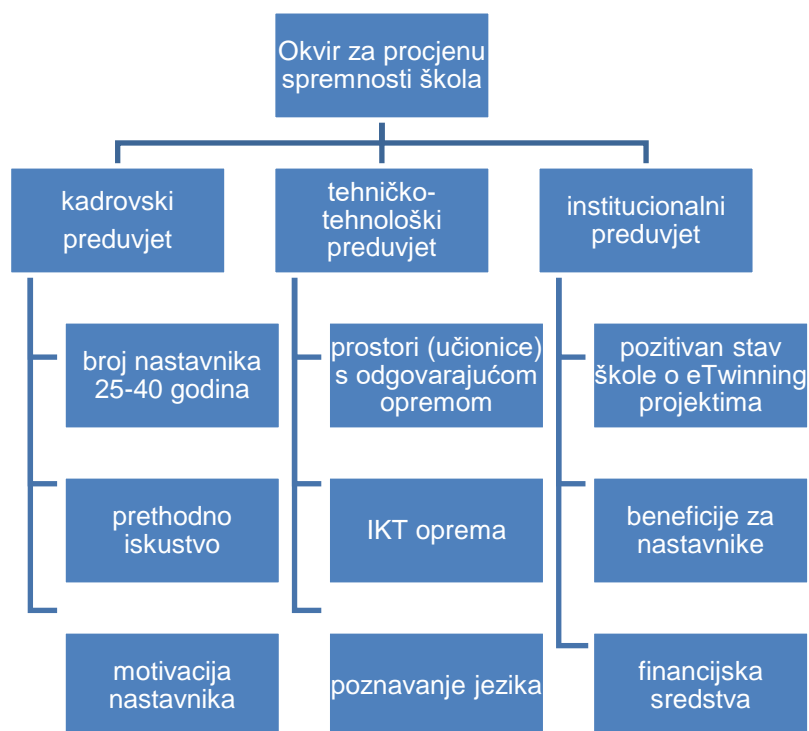 Okvir za procjenu
spremnosti škola
kadrovski
preduvjet
tehničko-
tehnološki
preduvjet
institucionalni
preduvjet
broj nastavnika
25-40 godina
prostori (učionice)
s odgovarajućom
opremom
pozitivan stav
škole o eTwinning
projektima
prethodno
iskustvo
IKT oprema
beneficije za
nastavnike
motivacija
nastavnika
poznavanje jezika
financijska
sredstva